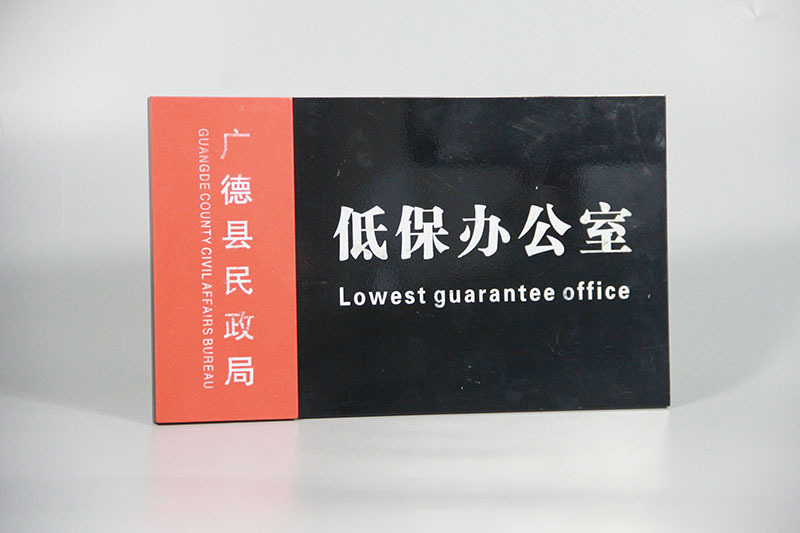 广德县民政局
GUANGDE COUNTY CIVIL AFFAIRS BUREAU
低保办公室
Lowest guarantee office